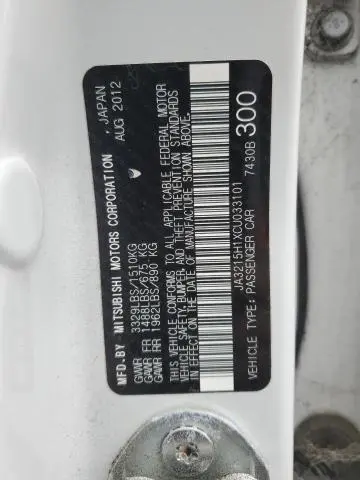 MFD.BY MITSUBISHI MOTORS CORPORATION , JAPAN
AUG 2012
GVWR 3329LBS/1510KG
GAWR FR 1488LBS/675 KG
GAWR RR 1962LBS/890 KG
THIS VEHICLE CONFORMS TO ALL APPLICABLE FEDERAL MOTOR
VEHICLE SAFETY, BUMPER AND THEFT PREVENTION STANDARDS
IN EFFECT ON THE DATE OF MANUFACTURE SHOWN ABOVE.
JA3215H1XCU033101
VEHICLE TYPE: PASSENGER CAR 7430B 300